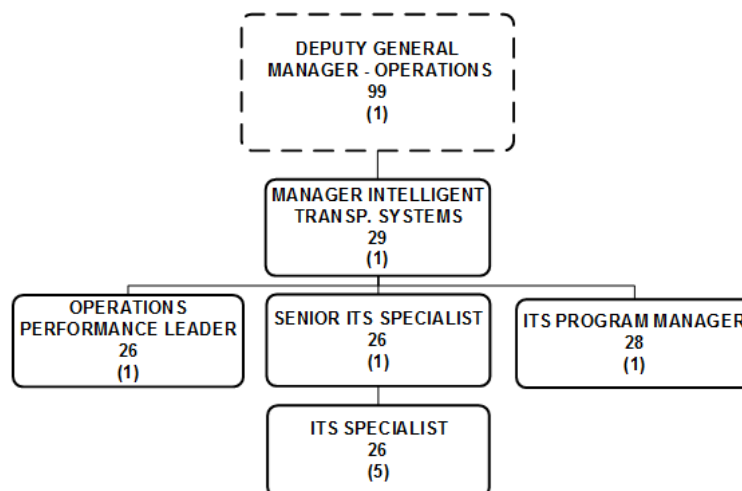 DEPUTY GENERAL
MANAGER - OPERATIONS
99
(1)
MANAGER INTELLIGENT
TRANSP. SYSTEMS
29
(1)
OPERATIONS
PERFORMANCE LEADER
26
(1)
SENIOR ITS SPECIALIST
26
(1)
ITS PROGRAM MANAGER
28
(1)
ITS SPECIALIST
26
(5)